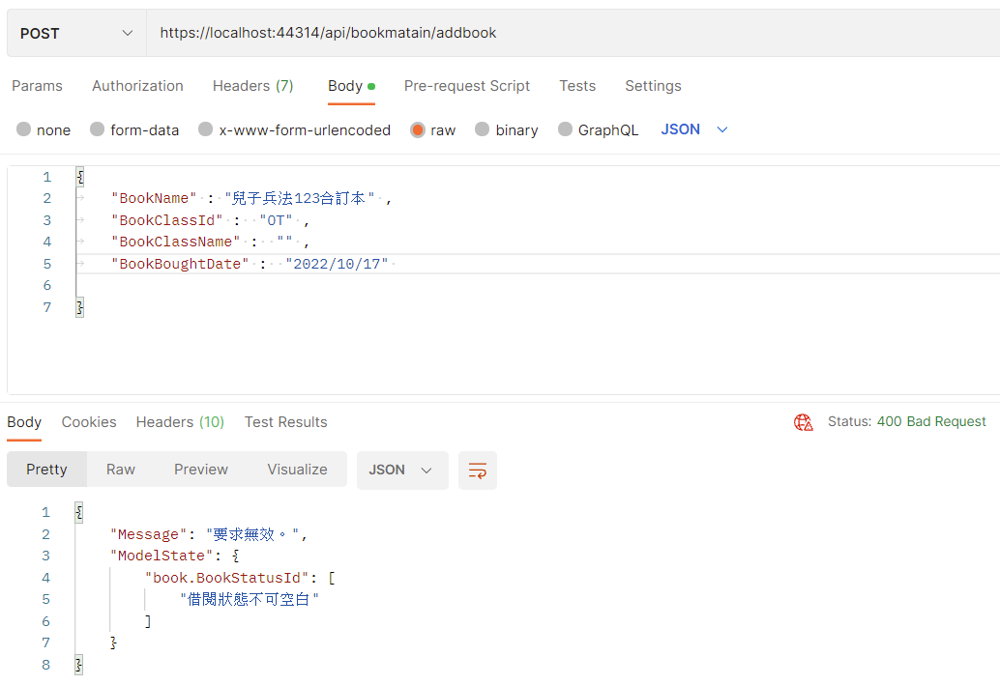 POST https://localhost:44314/api/bookmatain/addbook
Params Authorization Headers (7) Body Pre-request Script Tests Settings
none form-data x-www-form-urlencoded raw binary GraphQL JSON
1 {
2 "BookName" : "兒子兵法123合訂本" ,
3 "BookClassId" : "OT" ,
4 "BookClassName" : "" ,
5 "BookBoughtDate" : "2022/10/17"
6
7 }
Body Cookies Headers (10) Test Results Status: 400 Bad Request
Pretty Raw Preview Visualize JSON
1 {
2 "Message": "要求無效。",
3 "ModelState": {
4 "book.BookStatusId": [
5 "借閱狀態不可空白"
6 ]
7 }
8 }